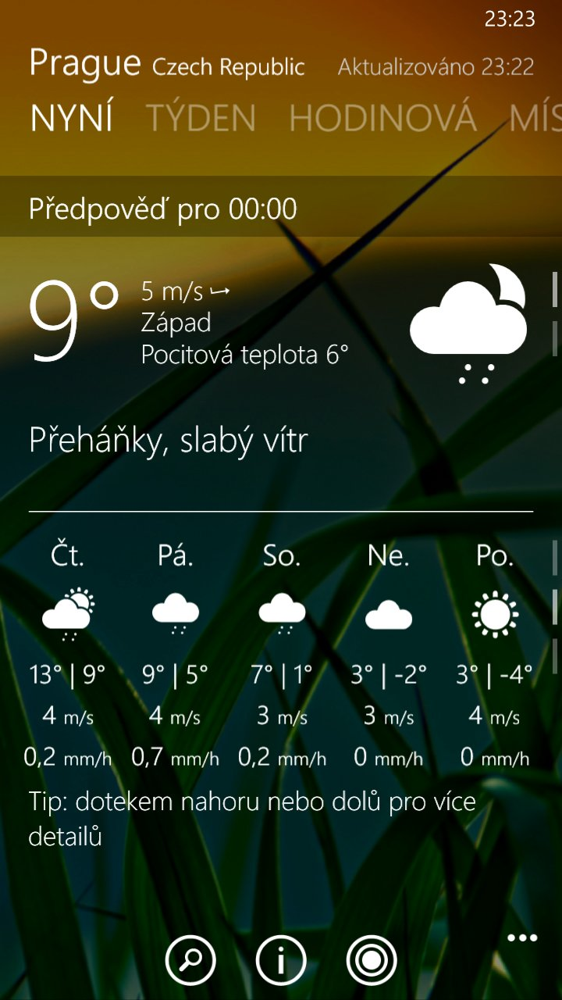 23:23
Prague Czech Republic Aktualizováno 23:22
NYNÍ TÝDEN HODINOVÁ MÍS
Předpověď pro 00:00
9° 5 m/s
Západ
Pocitová teplota 6°
Přeháňky, slabý vítr
Čt. Pá. So. Ne. Po.
13° | 9° 9° | 5° 7° | 1° 3° | -2° 3° | -4°
4 m/s 4 m/s 3 m/s 3 m/s 4 m/s
0,2 mm/h 0,7 mm/h 0,2 mm/h 0 mm/h 0 mm/h
Tip: dotekem nahoru nebo dolů pro více
detailů